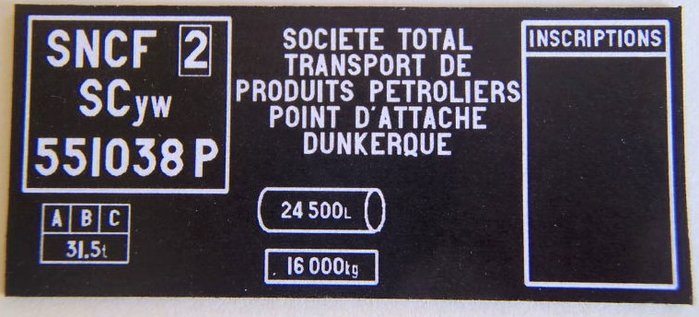 SNCF 2
SCyw
551038 P
A B C
31.5t
SOCIETE TOTAL
TRANSPORT DE
PRODUITS PETROLIERS
POINT D'ATTACHE
DUNKERQUE
24 500L
16 000kg
INSCRIPTIONS